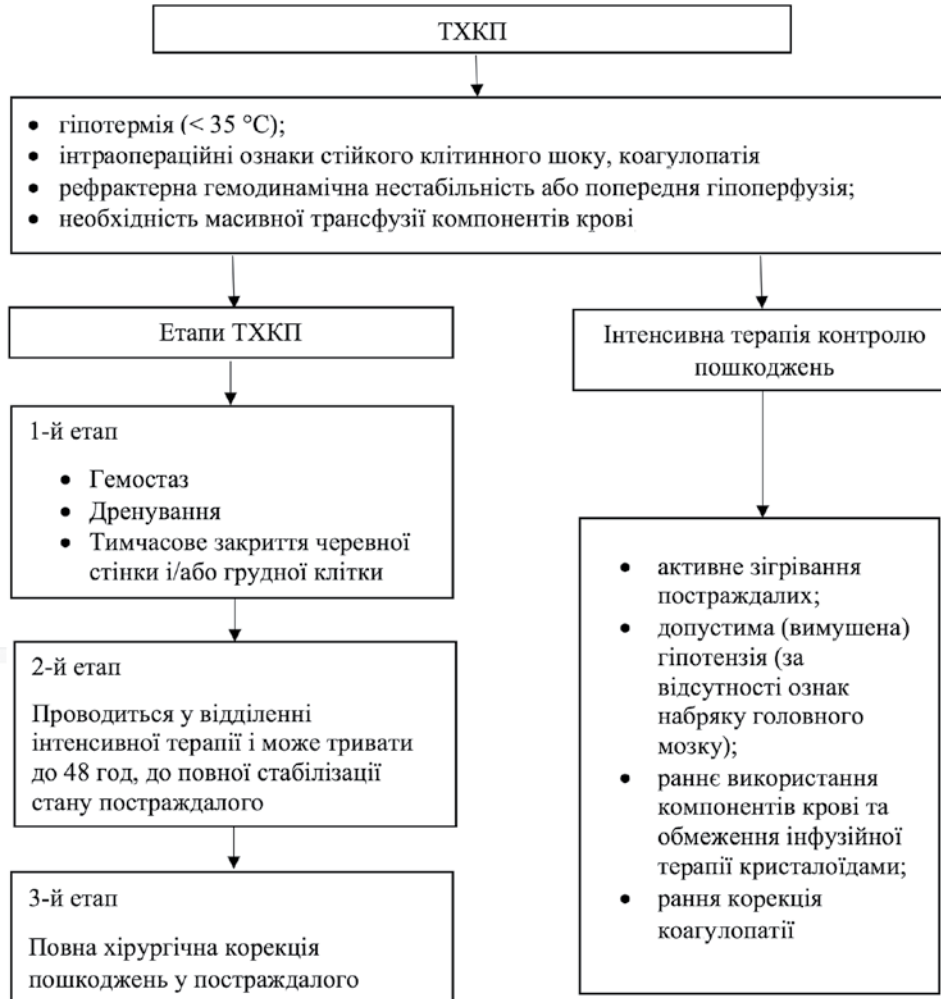 ТХКП
• гіпотермія (< 35 °C);
• інтраопераційні ознаки стійкого клітинного шоку, коагулопатія
• рефрактерна гемодинамічна нестабільність або попередня гіпоперфузія;
• необхідність масивної трансфузії компонентів крові
Етапи ТХКП
1-й етап
• Гемостаз
• Дренування
• Тимчасове закриття черевної
стінки і/або грудної клітки
2-й етап
Проводиться у відділенні
інтенсивної терапії і може тривати
до 48 год, до повної стабілізації
стану постраждалого
3-й етап
Повна хірургічна корекція
пошкоджень у постраждалого
Інтенсивна терапія контролю
пошкоджень
• активне зігрівання
постраждалих;
• допустима (вимушена)
гіпотензія (за
відсутності ознак
набряку головного
мозку);
• раннє використання
компонентів крові та
обмеження інфузійної
терапії кристалоїдами;
• рання корекція
коагулопатії